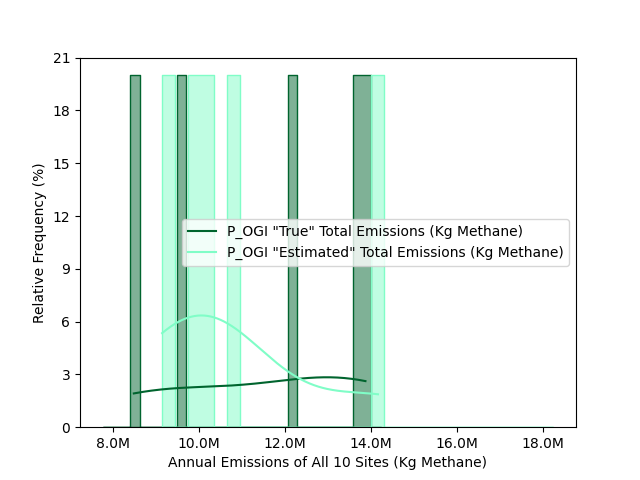 21
18
15
12
9
6
3
0
Relative Frequency (%)
P_OGI "True" Total Emissions (Kg Methane)
P_OGI "Estimated" Total Emissions (Kg Methane)
8.0M 10.0M 12.0M 14.0M 16.0M 18.0M
Annual Emissions of All 10 Sites (Kg Methane)